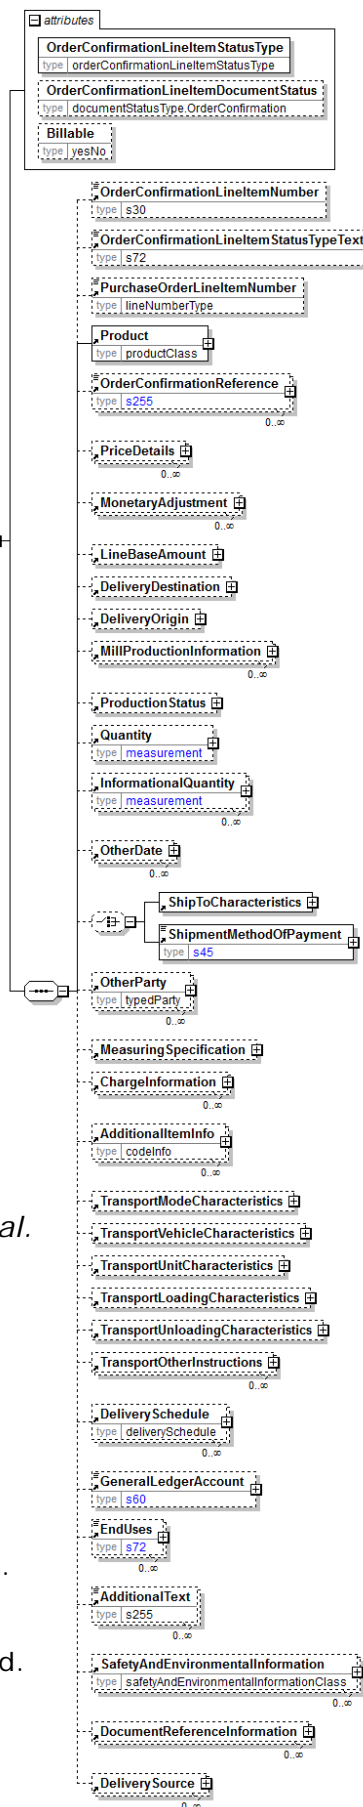 attributes
OrderConfirmationLineItemStatusType
type orderConfirmationLineItemStatusType
OrderConfirmationLineItemDocumentStatus
type documentStatusType.OrderConfirmation
Billable
type yesNo
OrderConfirmationLineItemNumber
type s30
OrderConfirmationLineItemStatusTypeText
type s72
PurchaseOrderLineItemNumber
type lineNumberType
Product
type productClass
OrderConfirmationReference
type s255
0..∞
PriceDetails
0..∞
MonetaryAdjustment
0..∞
LineBaseAmount
DeliveryDestination
DeliveryOrigin
MillProductionInformation
0..∞
ProductionStatus
Quantity
type measurement
InformationalQuantity
type measurement
0..∞
OtherDate
0..∞
ShipToCharacteristics
ShipmentMethodOfPayment
type s45
OtherParty
type typedParty
0..∞
MeasuringSpecification
ChargeInformation
0..∞
AdditionalItemInfo
type codeInfo
0..∞
TransportModeCharacteristics
al.
TransportVehicleCharacteristics
TransportUnitCharacteristics
TransportLoadingCharacteristics
TransportUnloadingCharacteristics
TransportOtherInstructions
0..∞
DeliverySchedule
type deliverySchedule
0..∞
GeneralLedgerAccount
type s60
EndUses
type s72
0..∞
.
AdditionalText
type s255
0..∞
d.
SafetyAndEnvironmentalInformation
type safetyAndEnvironmentalInformationClass
0..∞
DocumentReferenceInformation
0..∞
DeliverySource
0..∞